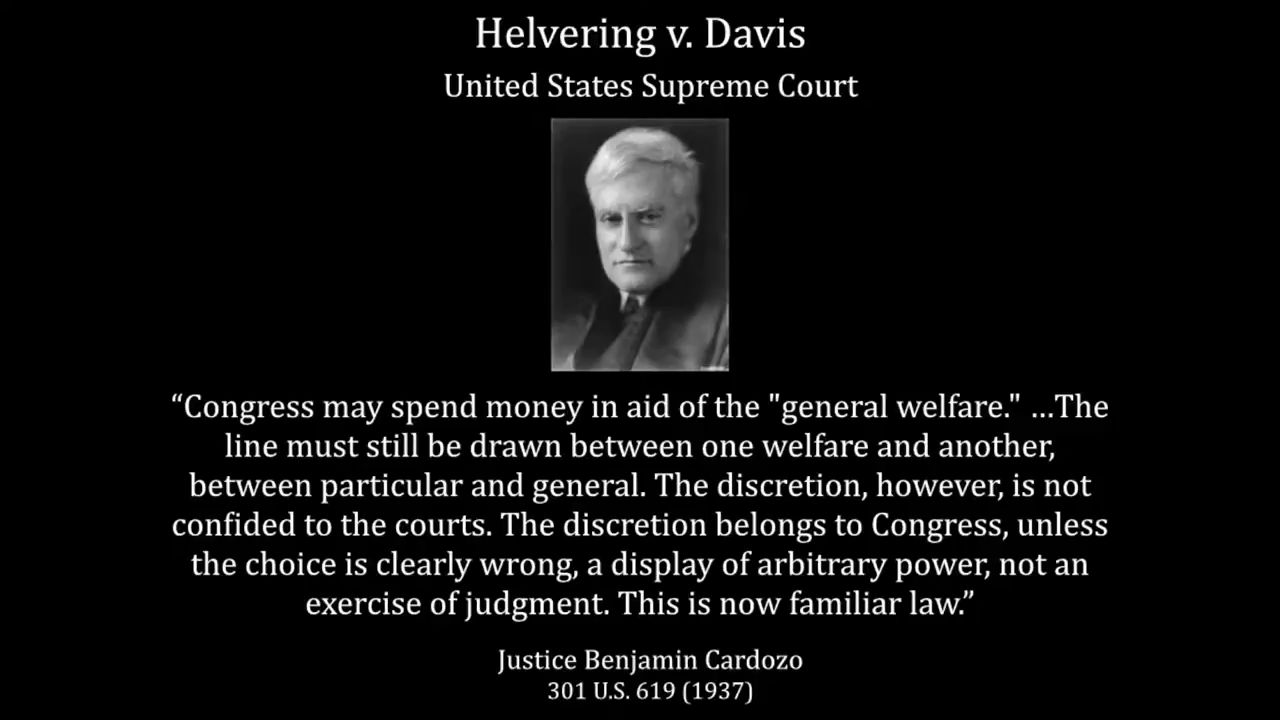 Helvering v. Davis
United States Supreme Court
“Congress may spend money in aid of the "general welfare." ...The
line must still be drawn between one welfare and another,
between particular and general. The discretion, however, is not
confided to the courts. The discretion belongs to Congress, unless
the choice is clearly wrong, a display of arbitrary power, not an
exercise of judgment. This is now familiar law.”
Justice Benjamin Cardozo
301 U.S. 619 (1937)